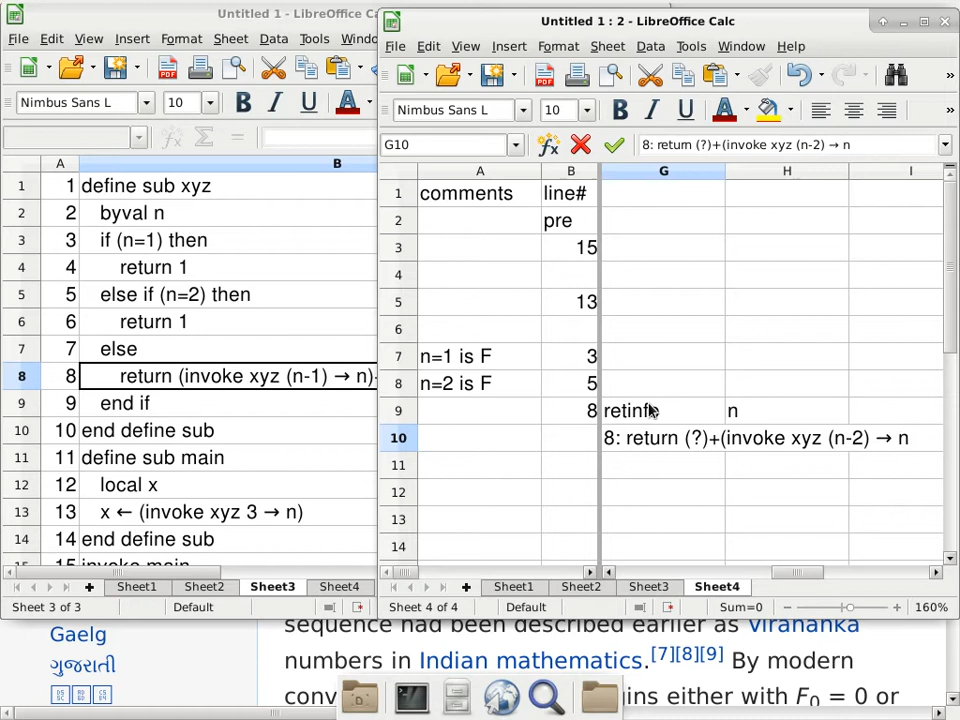 Untitled 1 : 1 - LibreOffice Ca
File Edit View Insert Format Sheet Data Tools Windo
Nimbus Sans L 10
A B
1 1 define sub xyz
2 2 byval n
3 3 if (n=1) then
4 4 return 1
5 5 else if (n=2) then
6 6 return 1
7 7 else
8 8 return (invoke xyz (n-1) → n)
9 9 end if
10 10 end define sub
11 11 define sub main
12 12 local x
13 13 x ← (invoke xyz 3 → n)
14 14 end define sub
15 invoke main
Sheet1 Sheet2 Sheet3 Sheet4
Sheet 3 of 3 Default
Untitled 1 : 2 - LibreOffice Calc
File Edit View Insert Format Sheet Data Tools Window Help
Nimbus Sans L 10
G10 8: return (?)+(invoke xyz (n-2) → n
A B G H I
1 comments line#
2 pre
3 15
4
5 13
6
7 n=1 is F 3
8 n=2 is F 5
9 8 retinfo n
10 8: return (?)+(invoke xyz (n-2) → n
11
12
13
14
Sheet1 Sheet2 Sheet3 Sheet4
Sheet 4 of 4 Default Sum=0 160%
Gaelg
ગુજરાતી
sequence had been described earlier as Virahanka
numbers in Indian mathematics.[7][8][9] By modern
conv ins either with F0 = 0 or